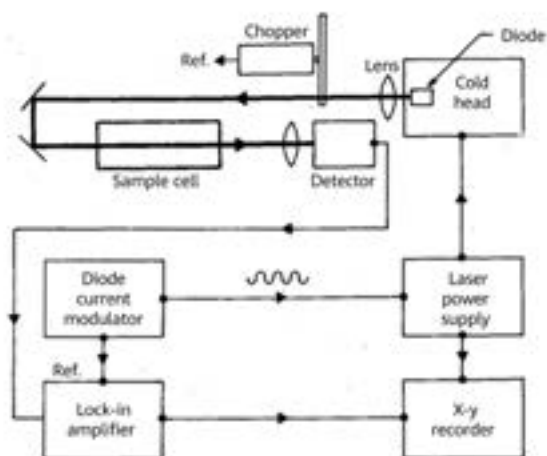 Chopper
Diode
Ref.
Lens
Cold
head
Sample cell
Detector
Diode
current
modulator
Laser
power
supply
Ref.
Lock-in
amplifier
X-y
recorder